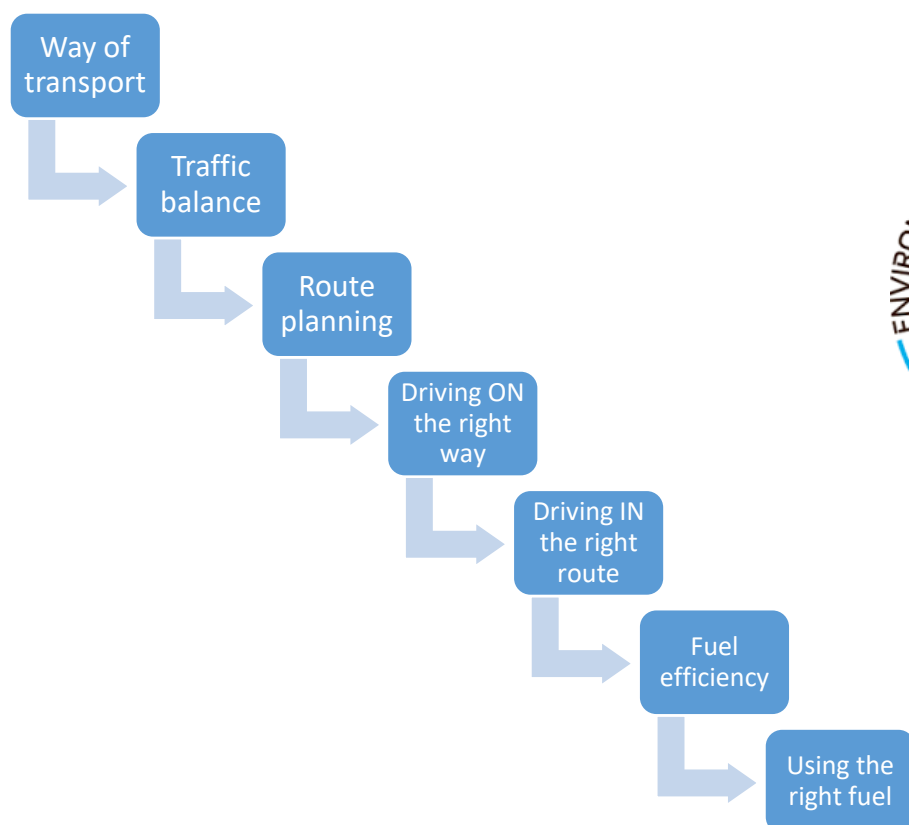 Way of
transport
Traffic
balance
Route
planning
Driving ON
the right
way
Driving IN
the right
route
Fuel
efficiency
Using the
right fuel